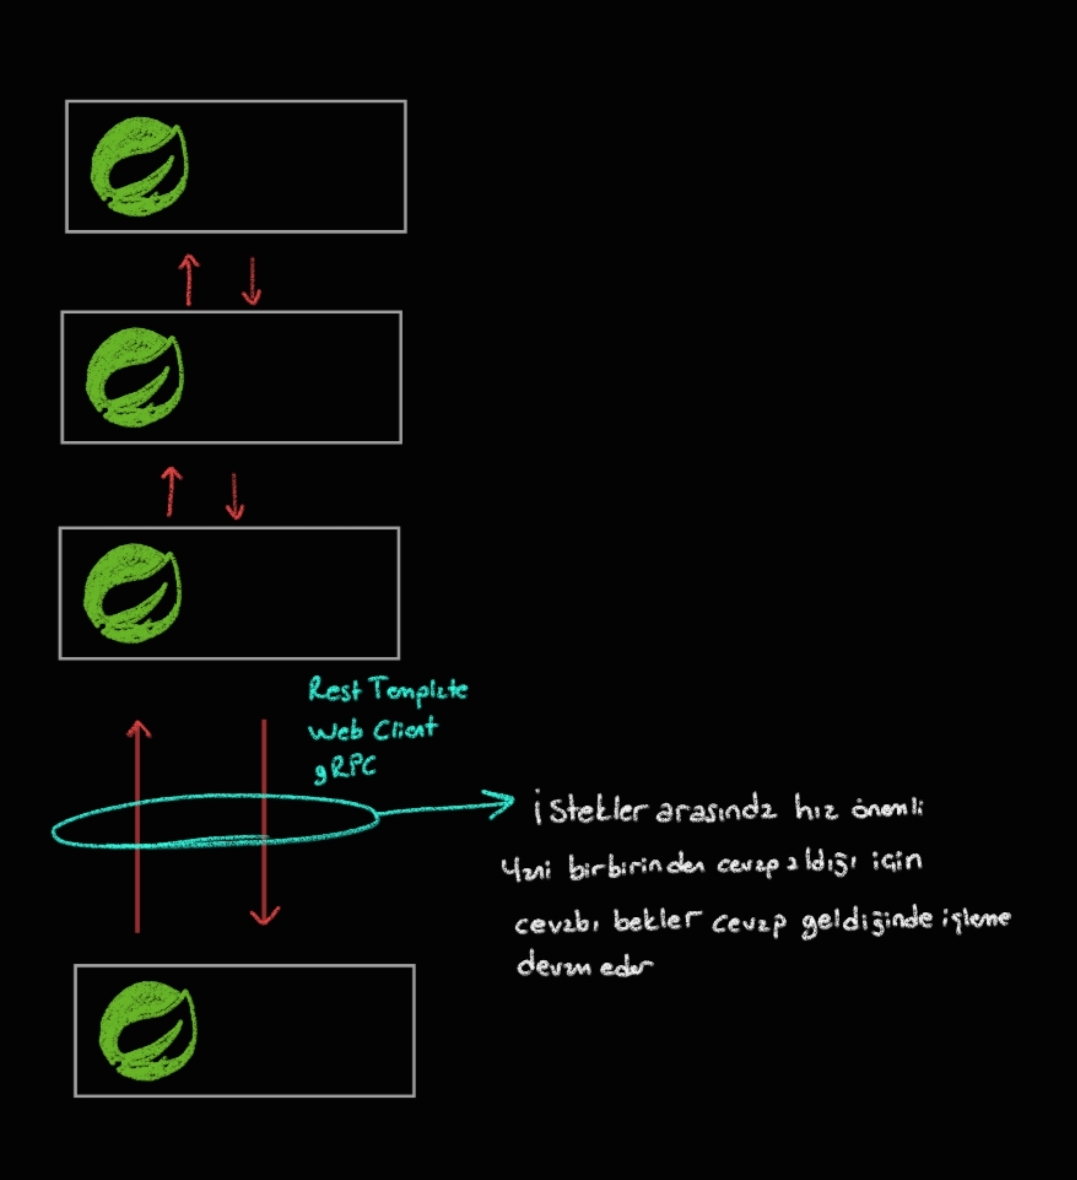 Rest Template
Web Client
gRPC
İstekler arasında hız önemli
Yani birbirinden cevap aldığı için
cevabı bekler cevap geldiğinde işleme
devam eder